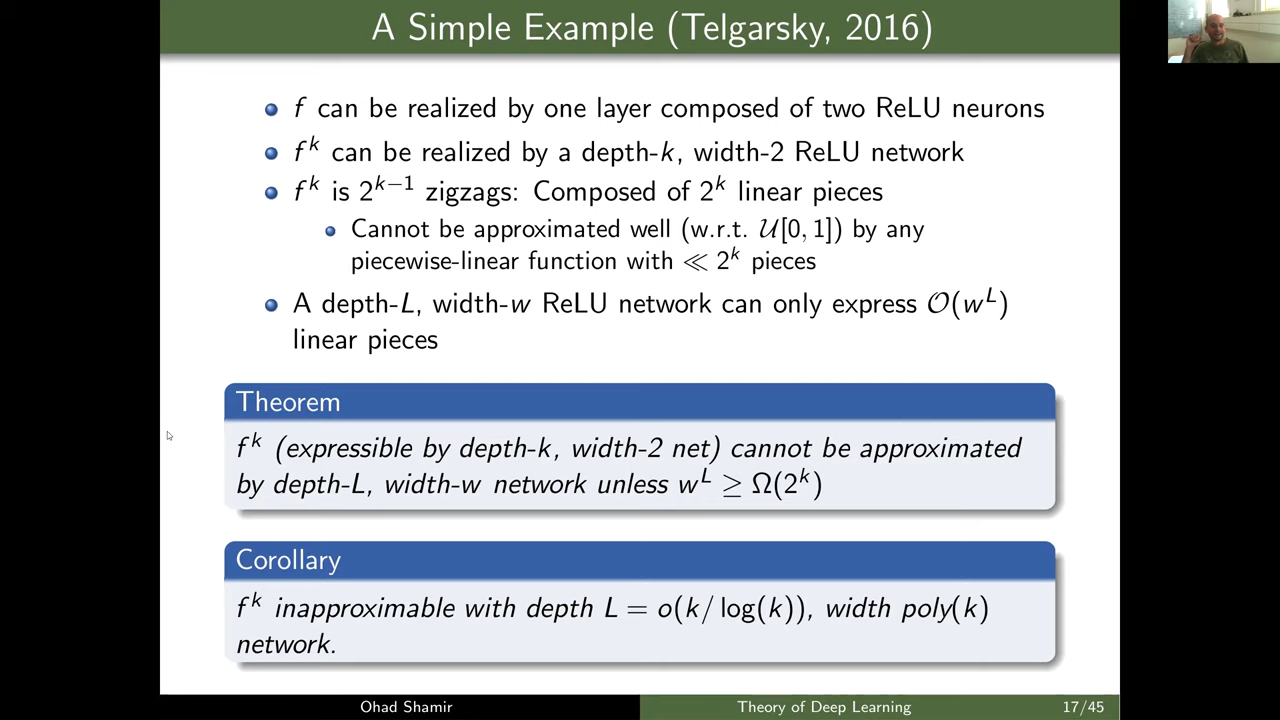 A Simple Example (Telgarsky, 2016)
f can be realized by one layer composed of two ReLU neurons
f^k can be realized by a depth-k, width-2 ReLU network
f^k is 2^{k−1} zigzags: Composed of 2^k linear pieces
Cannot be approximated well (w.r.t. 𝒰[0, 1]) by any
piecewise-linear function with ≪ 2^k pieces
A depth-L, width-w ReLU network can only express 𝒪(w^L)
linear pieces
Theorem
f^k (expressible by depth-k, width-2 net) cannot be approximated
by depth-L, width-w network unless w^L ≥ Ω(2^k)
Corollary
f^k inapproximable with depth L = o(k/ log(k)), width poly(k)
network.
Ohad Shamir Theory of Deep Learning 17/45